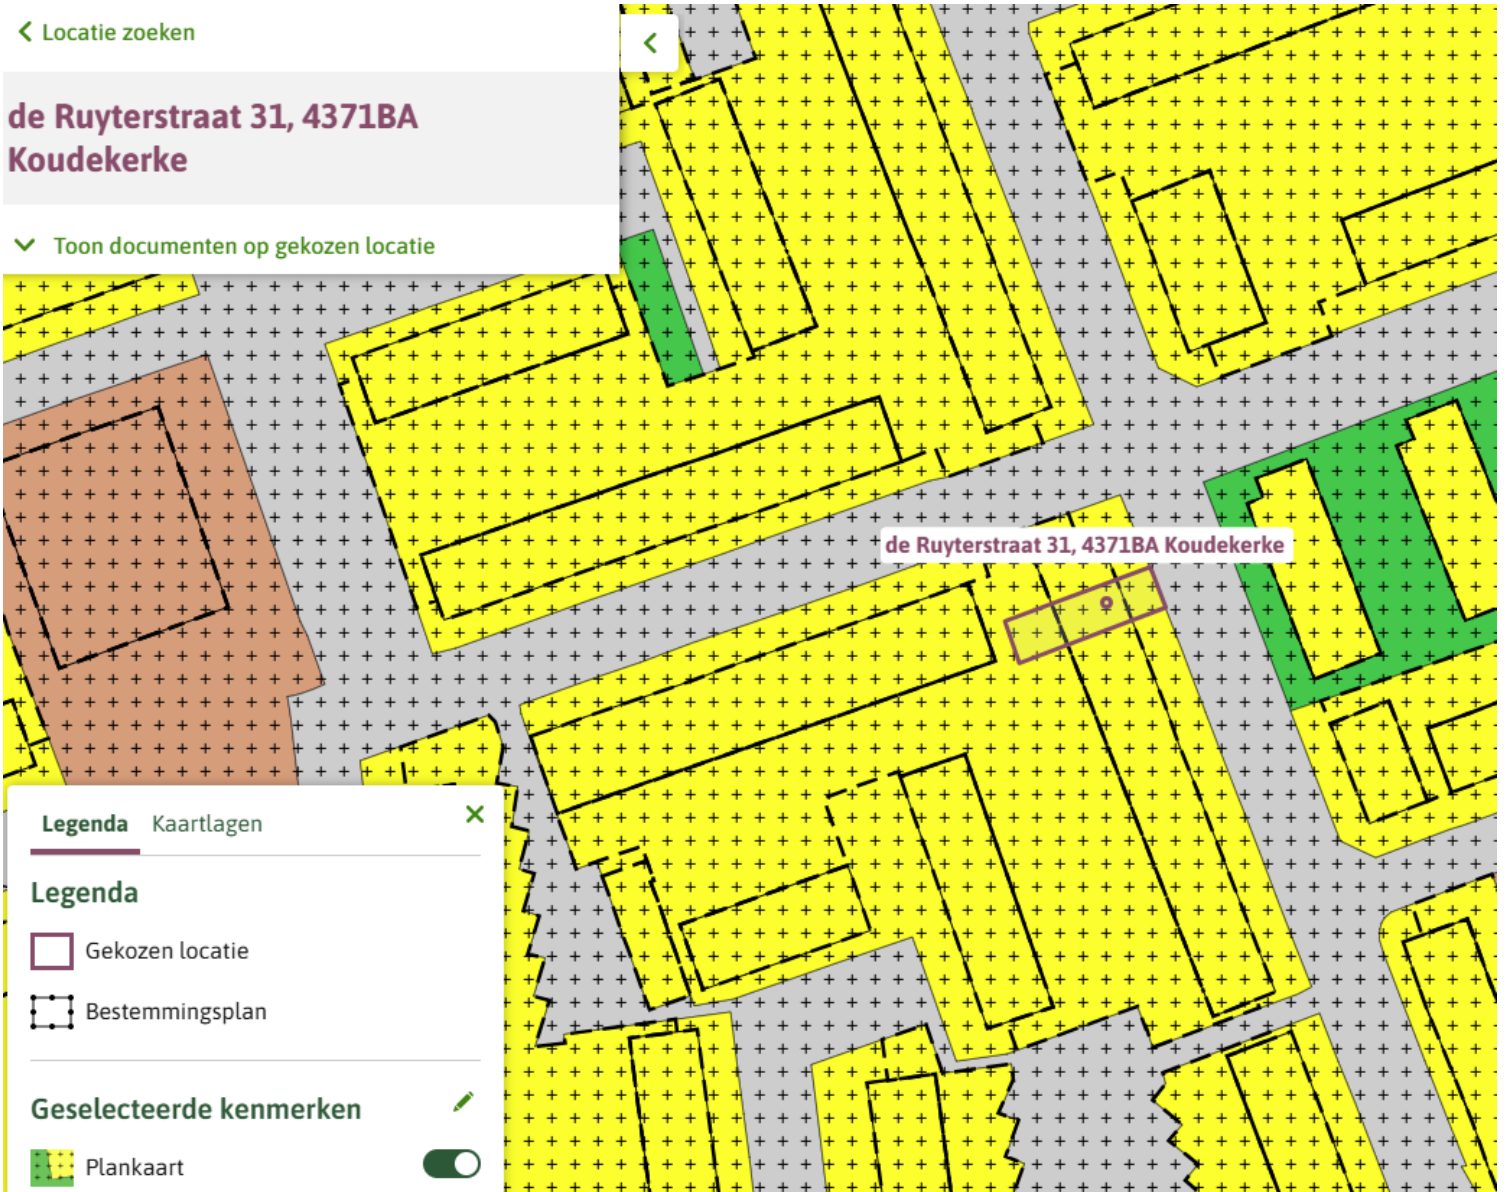 Locatie zoeken
de Ruyterstraat 31, 4371BA
Koudekerke
Toon documenten op gekozen locatie
de Ruyterstraat 31, 4371BA Koudekerke
Legenda Kaartlagen
Legenda
Gekozen locatie
Bestemmingsplan
Geselecteerde kenmerken
Plankaart